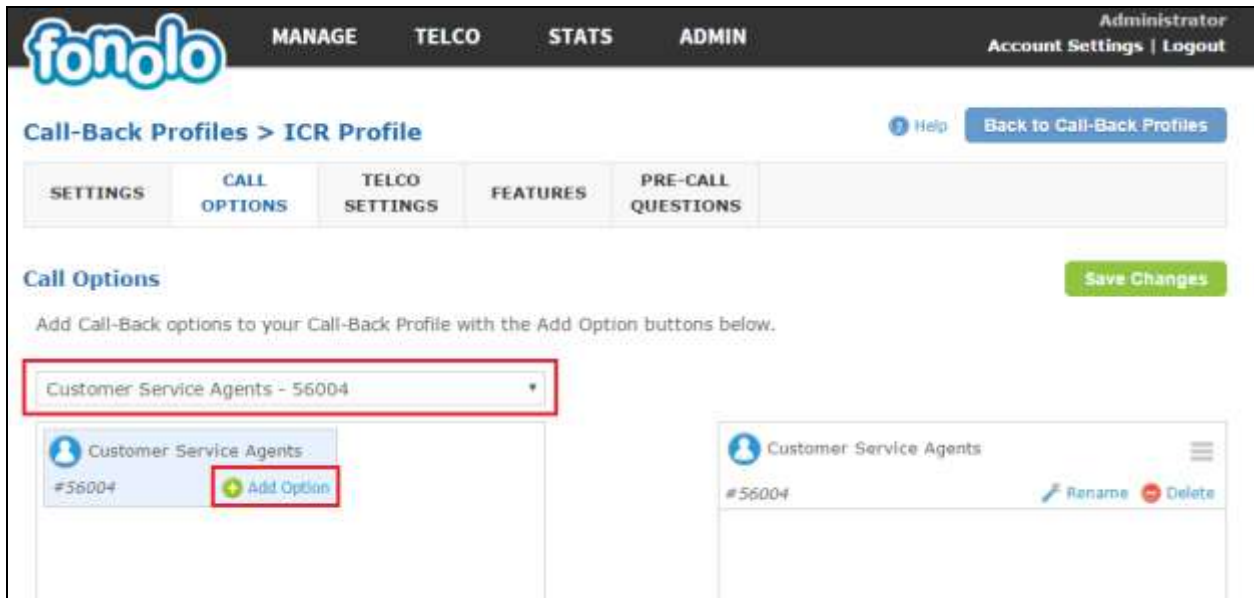 fonolo MANAGE TELCO STATS ADMIN Administrator
Account Settings | Logout
Call-Back Profiles > ICR Profile
Help
Back to Call-Back Profiles
SETTINGS
CALL
OPTIONS
TELCO
SETTINGS
FEATURES
PRE-CALL
QUESTIONS
Call Options
Save Changes
Add Call-Back options to your Call-Back Profile with the Add Option buttons below.
Customer Service Agents - 56004
Customer Service Agents
#56004 Add Option
Customer Service Agents
#56004 Rename Delete